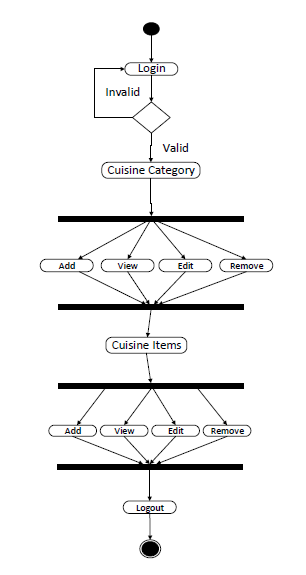 Login
Invalid
Valid
Cuisine Category
Add View Edit Remove
Cuisine Items
Add View Edit Remove
Logout